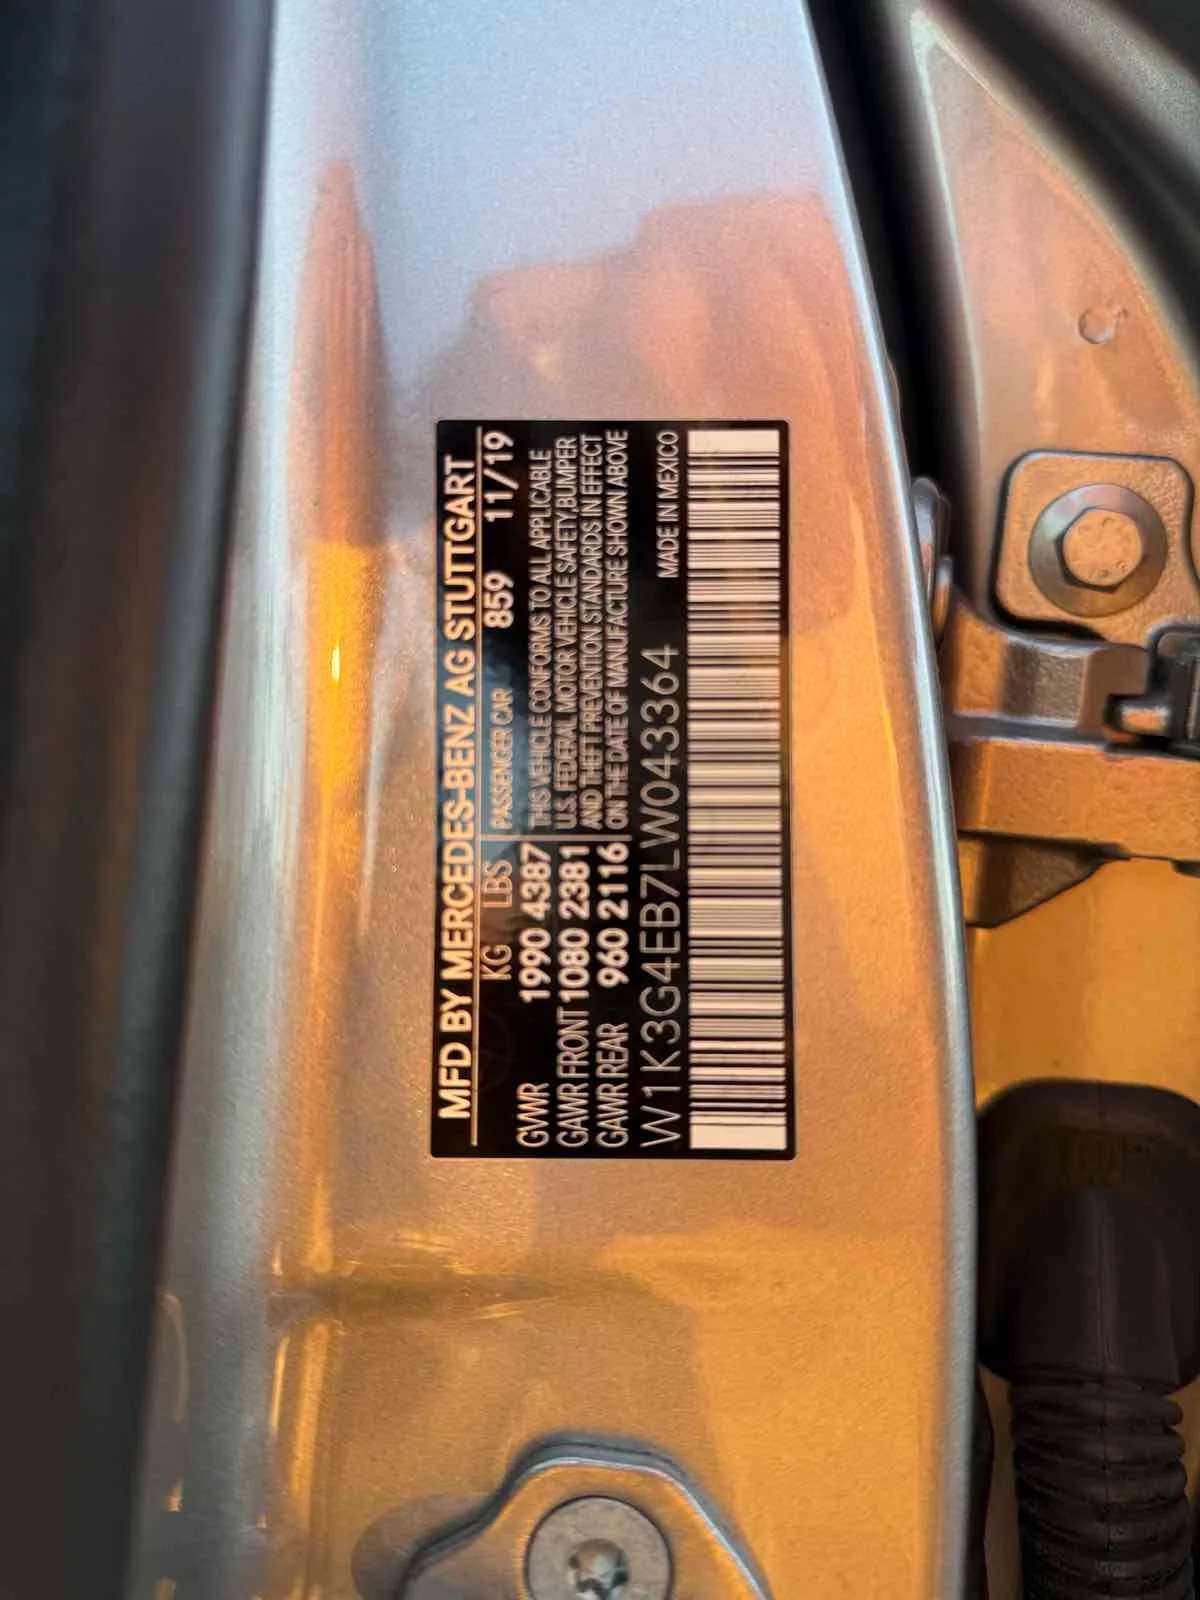 MFD BY MERCEDES-BENZ AG STUTTGART
KG LBS PASSENGER CAR 859 11/19
GVWR 1990 4387 THIS VEHICLE CONFORMS TO ALL APPLICABLE
GAWR FRONT 1080 2381 U.S. FEDERAL MOTOR VEHICLE SAFETY,BUMPER
AND THEFT PREVENTION STANDARDS IN EFFECT
GAWR REAR 960 2116 ON THE DATE OF MANUFACTURE SHOWN ABOVE
W1K3G4EB7LW043364 MADE IN MEXICO